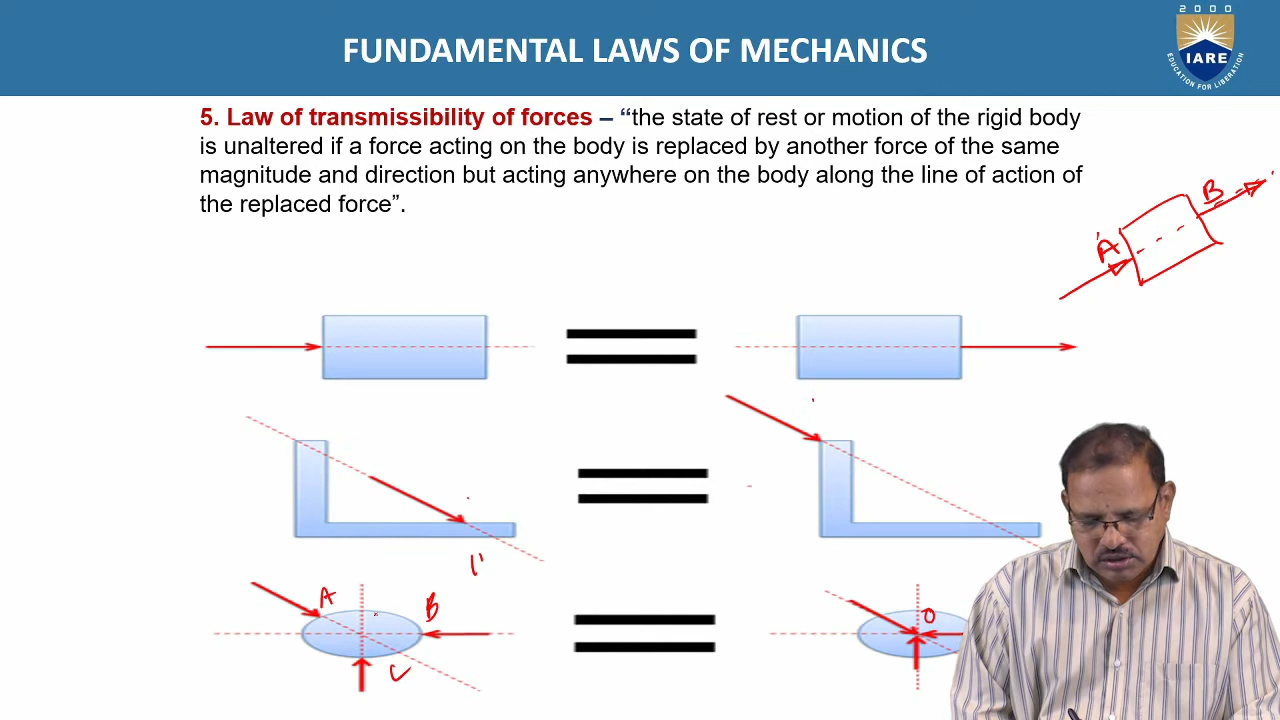 2000
FUNDAMENTAL LAWS OF MECHANICS
IARE
EDUCATION FOR LIBERATION
5. Law of transmissibility of forces – “the state of rest or motion of the rigid body
is unaltered if a force acting on the body is replaced by another force of the same
magnitude and direction but acting anywhere on the body along the line of action of
the replaced force”.
A
B
A
B
C
O